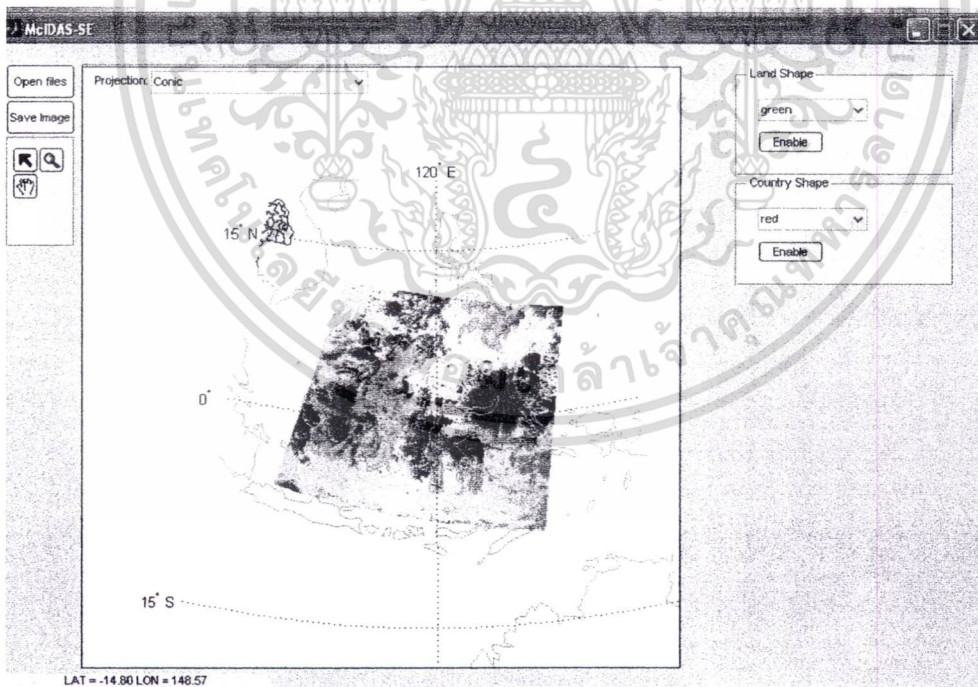 McIDAS-SE
Open files
Save Image
Projection: Conic
120° E
15° N
0°
15° S
Land Shape
green
Enable
Country Shape
red
Enable
LAT = -14.80 LON = 148.57